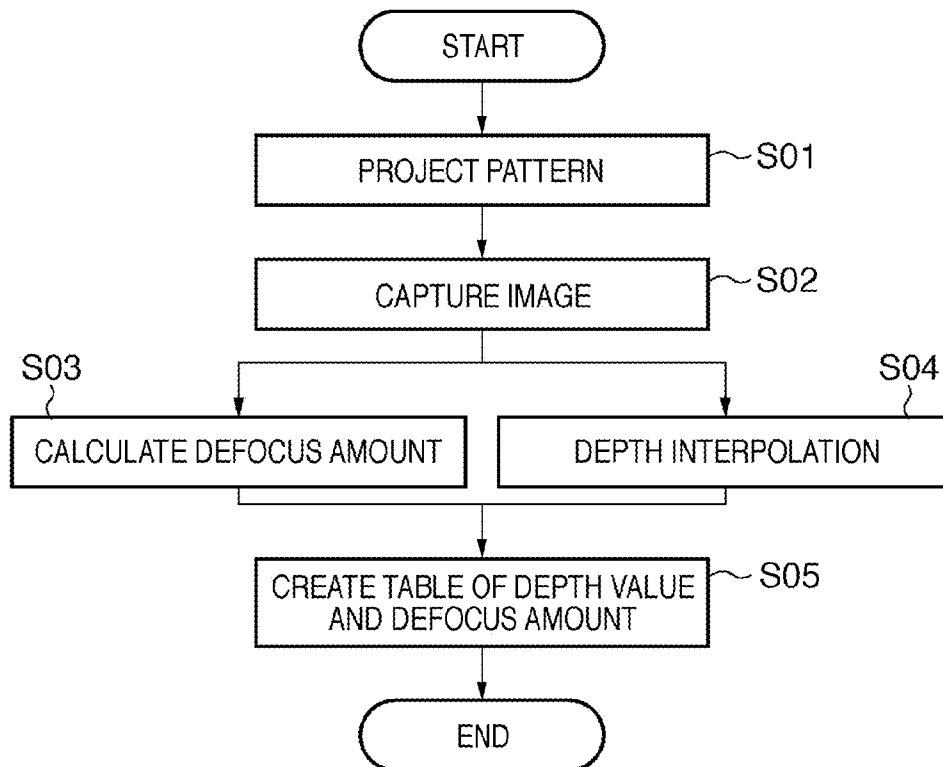 START
PROJECT PATTERN
S01
CAPTURE IMAGE
S02
S03
S04
CALCULATE DEFOCUS AMOUNT
DEPTH INTERPOLATION
CREATE TABLE OF DEPTH VALUE
AND DEFOCUS AMOUNT
S05
END